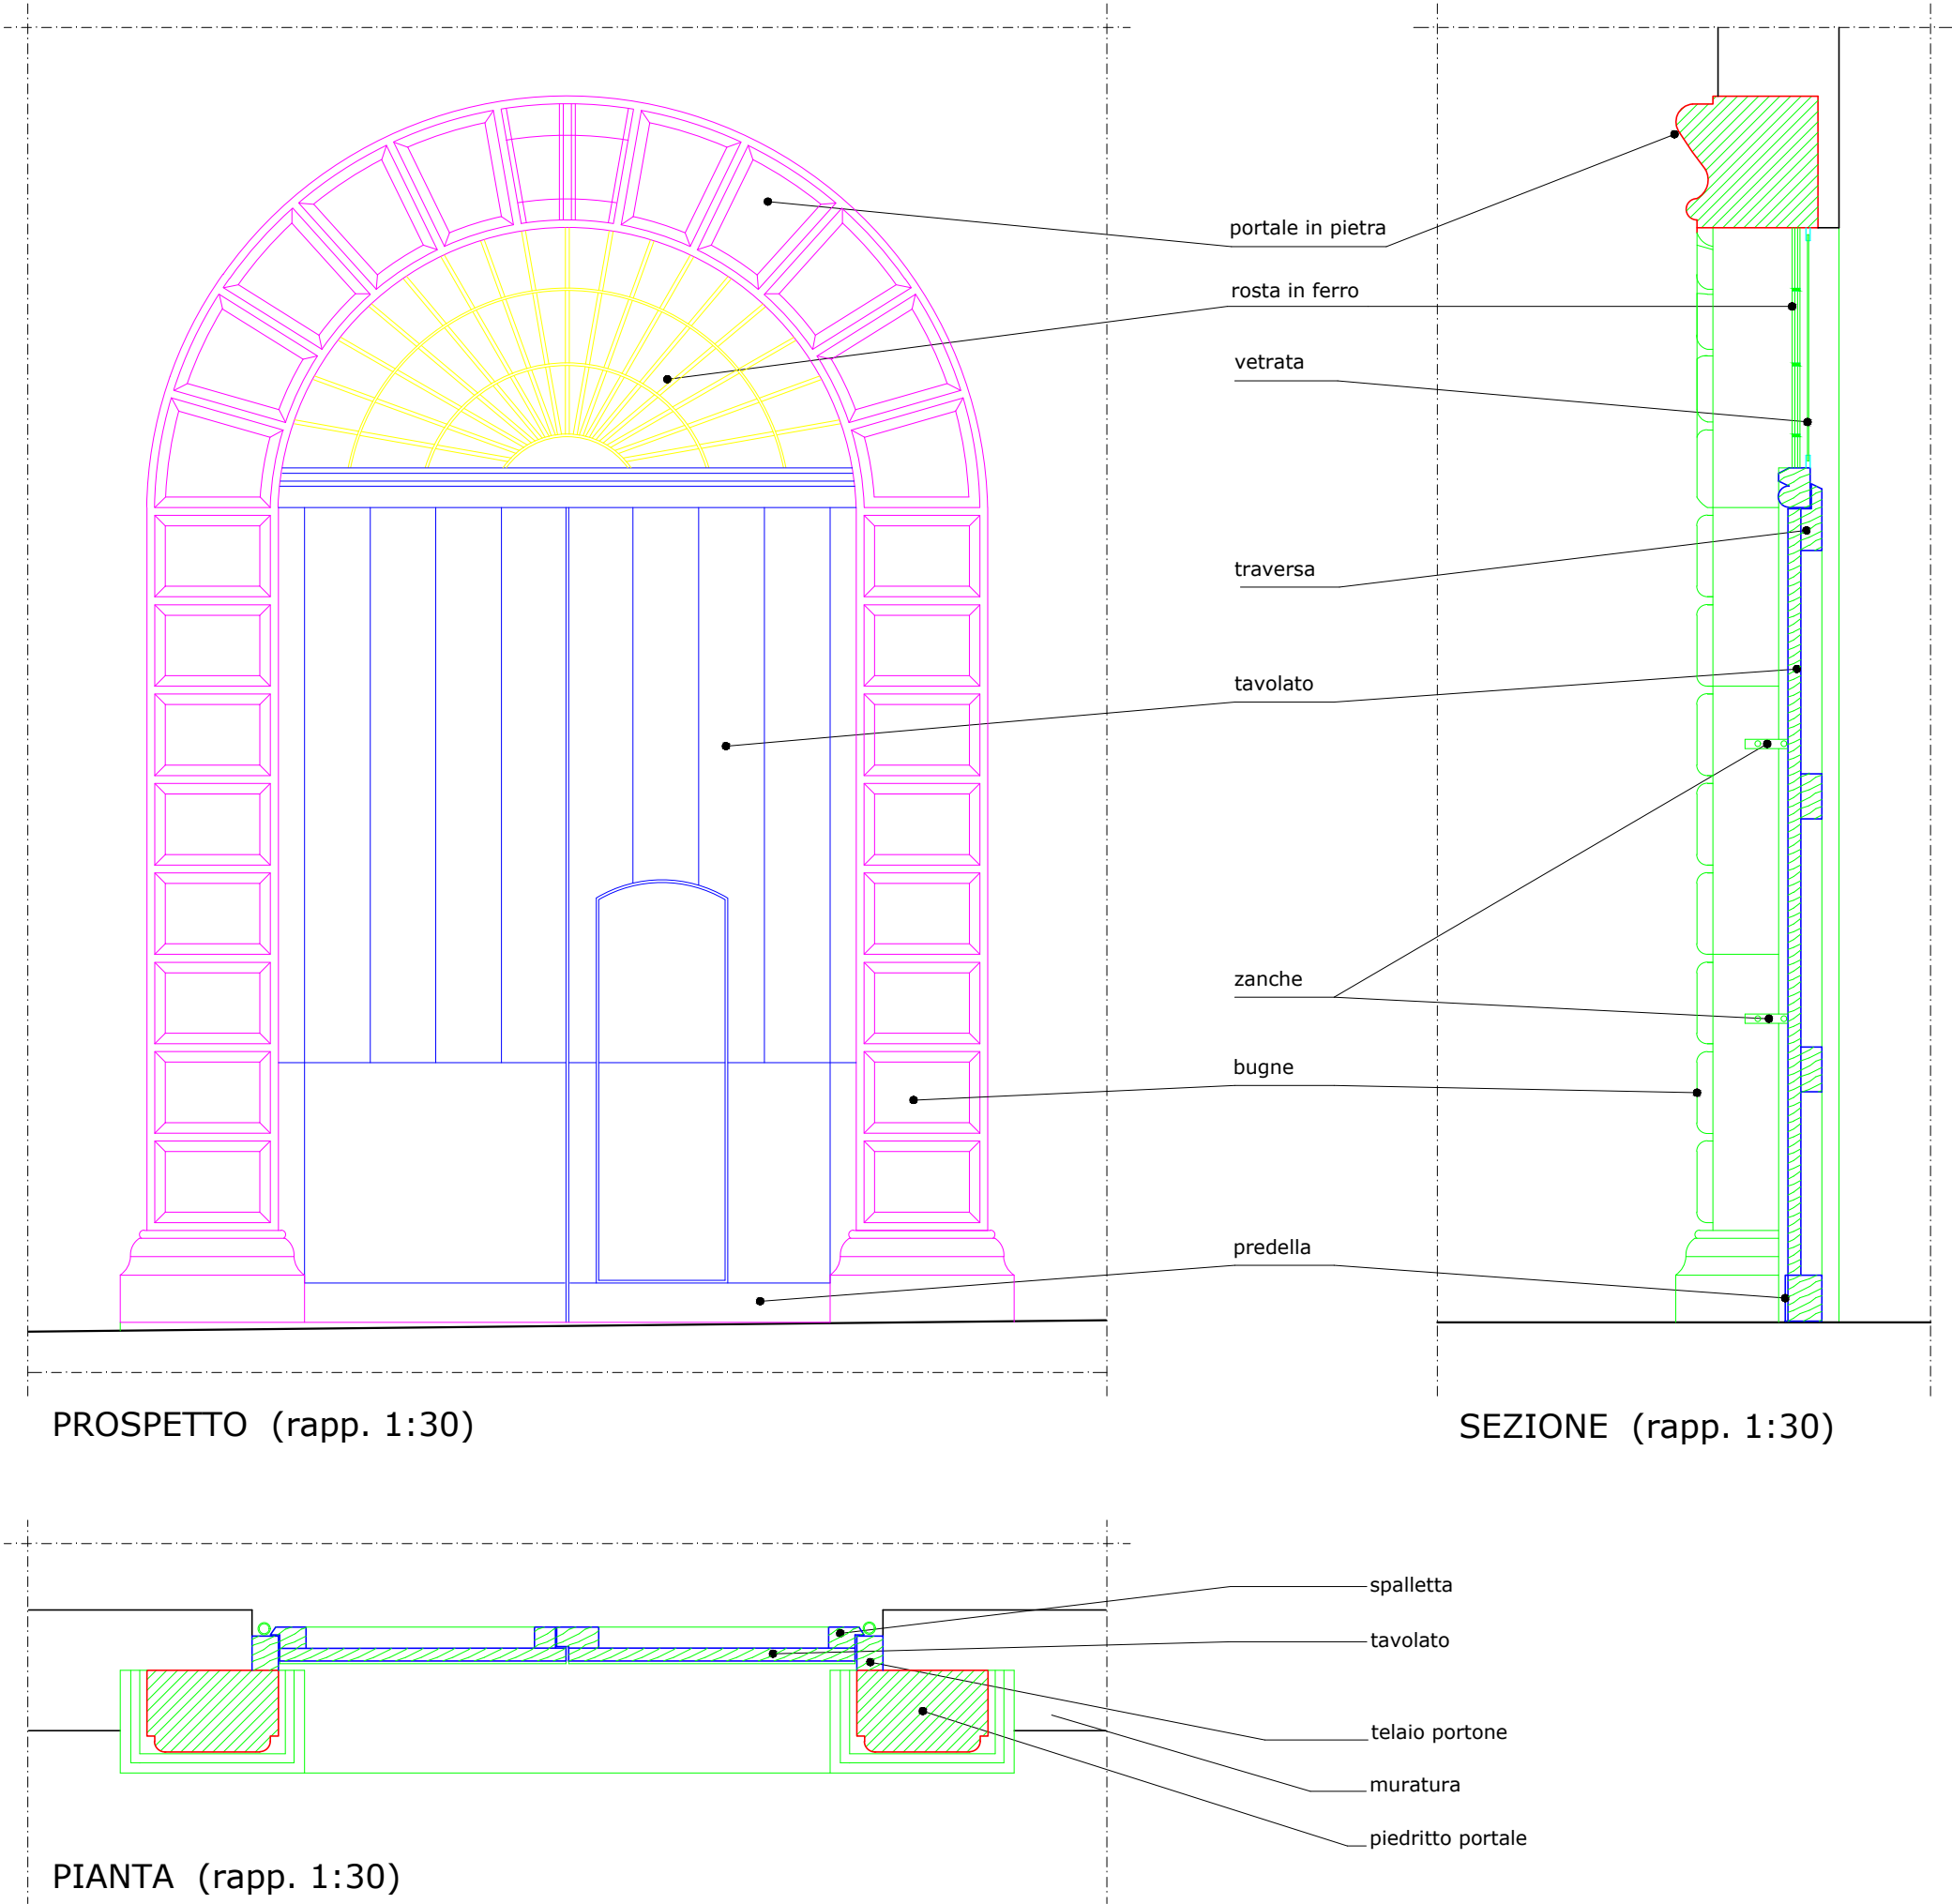 portale in pietra
rosta in ferro
vetrata
traversa
tavolato
zanche
bugne
predella
PROSPETTO (rapp. 1:30)
SEZIONE (rapp. 1:30)
spalletta
tavolato
telaio portone
muratura
piedritto portale
PIANTA (rapp. 1:30)